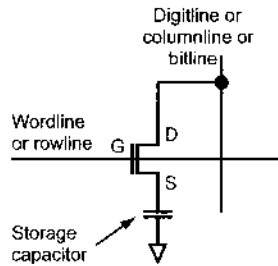 Digitline or
columnline or
bitline
Wordline
or rowline
G
D
S
Storage
capacitor